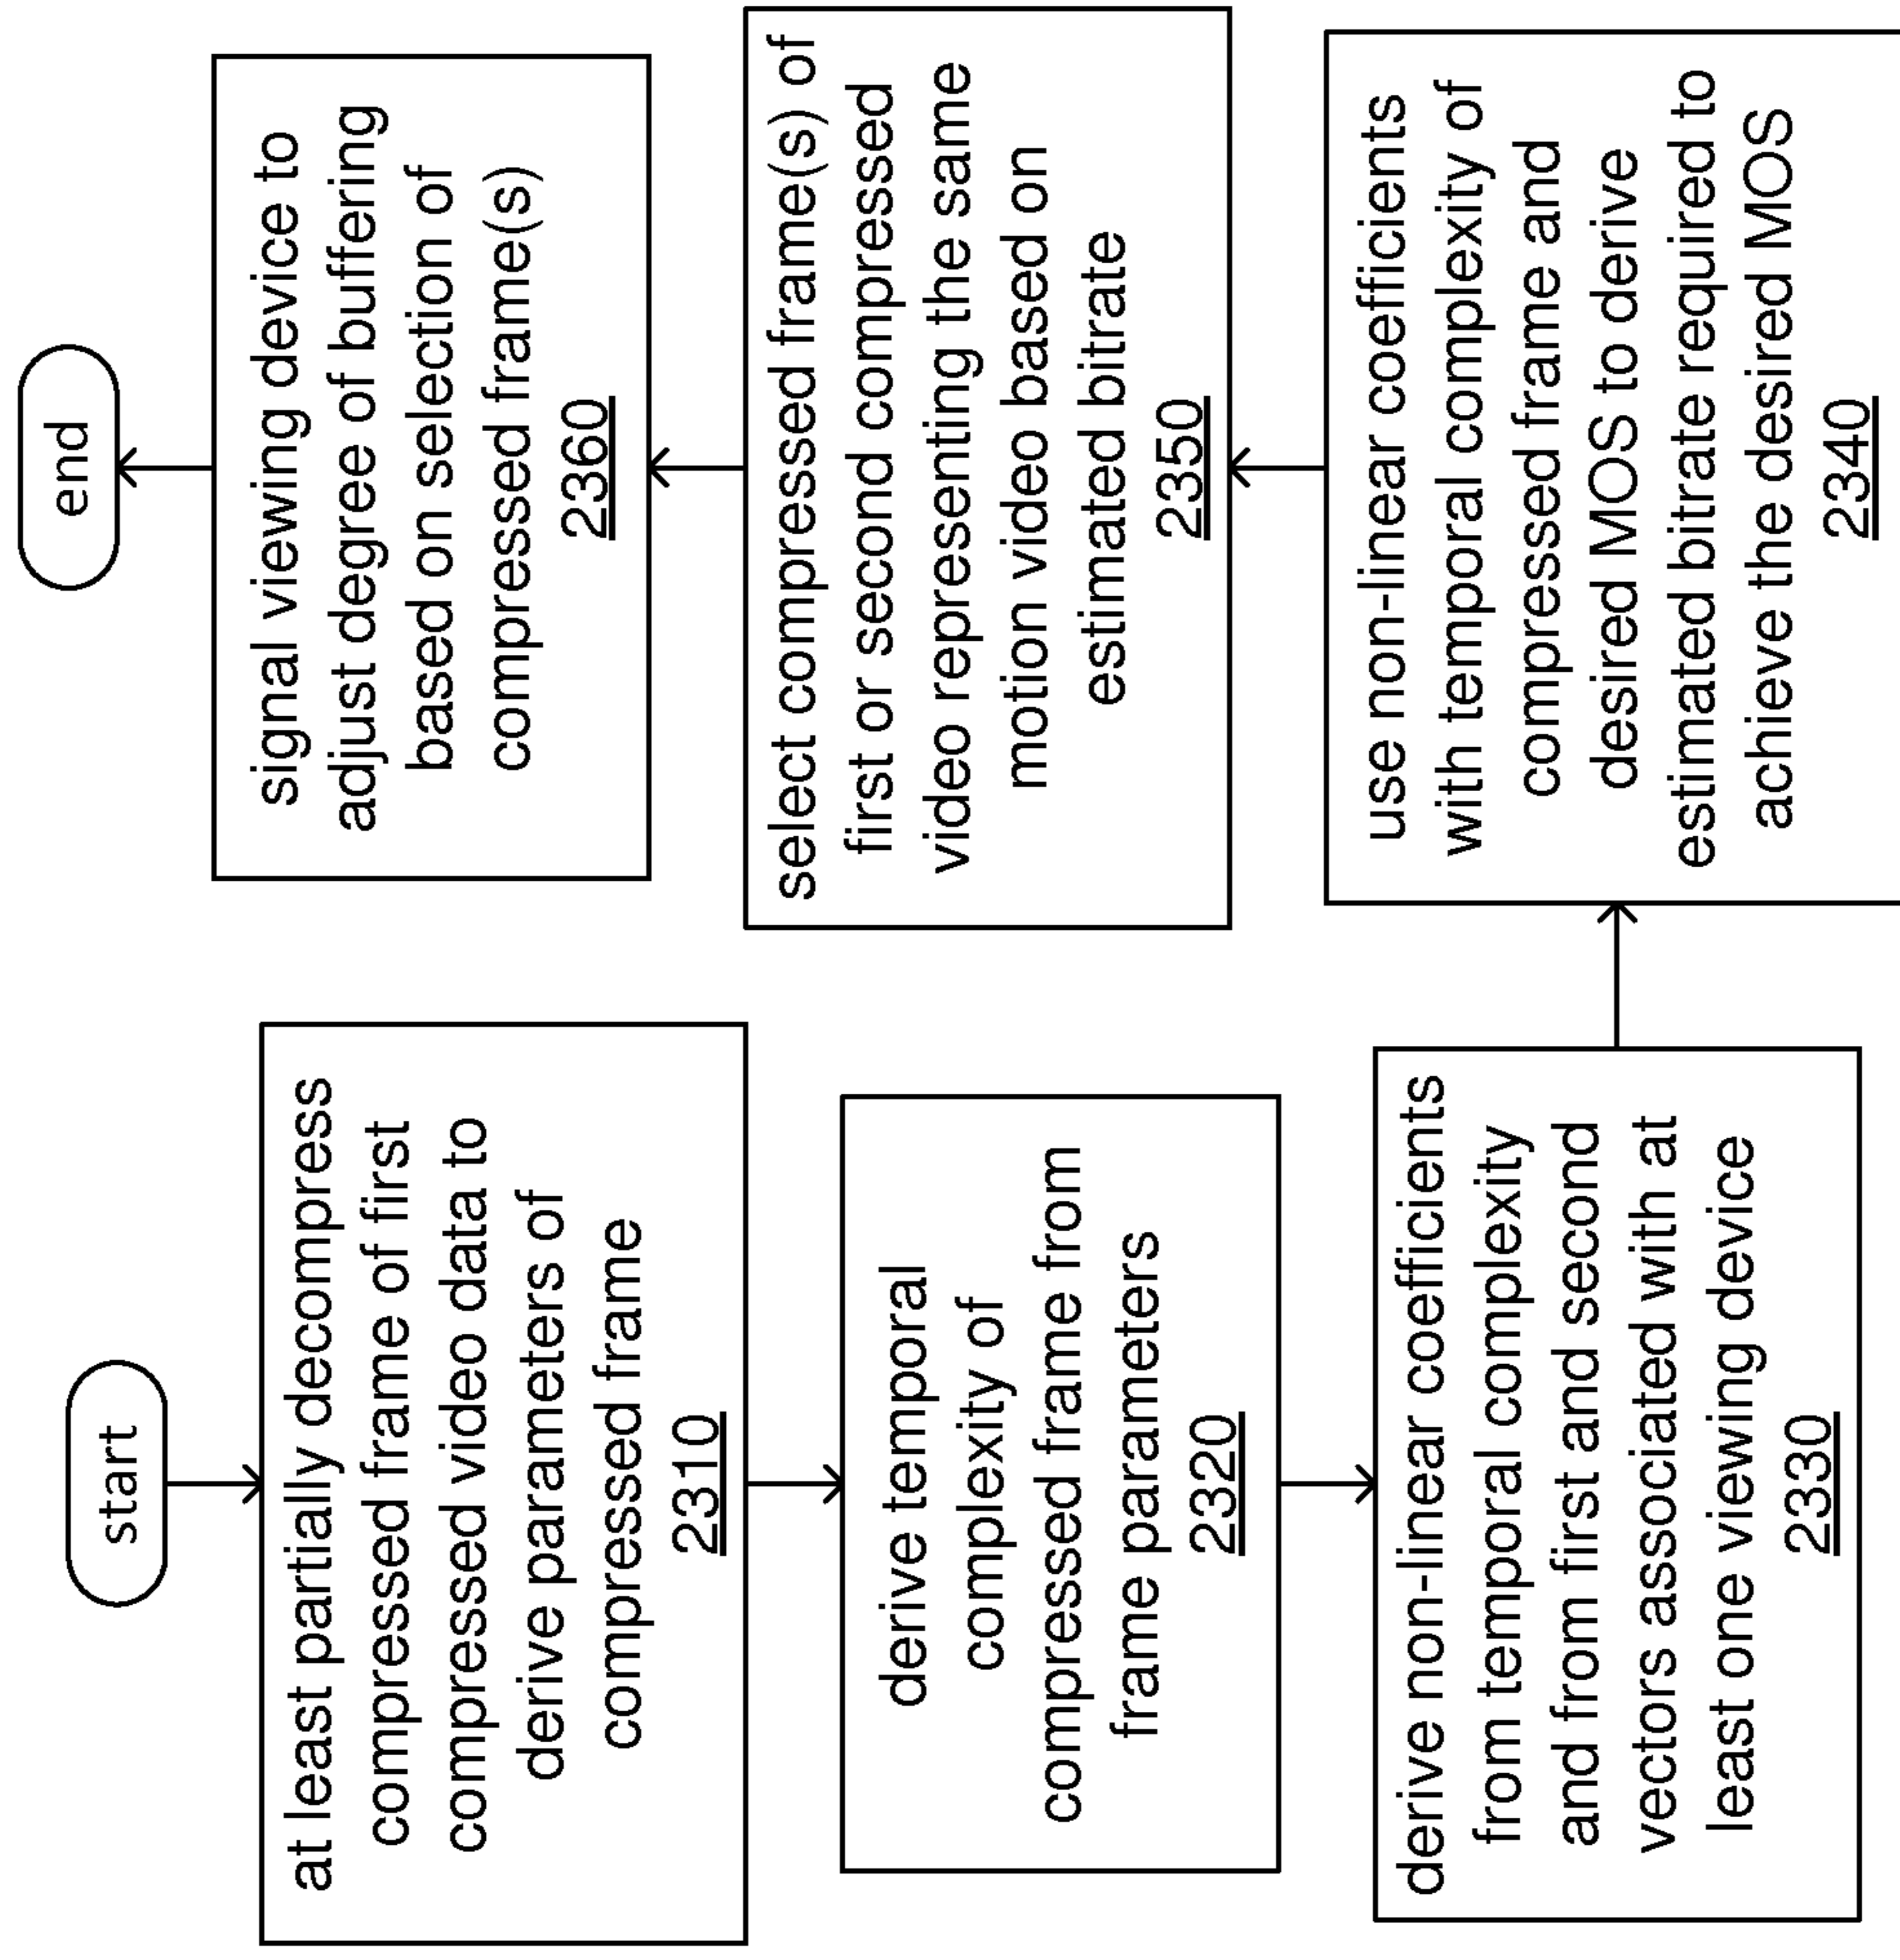 start
at least partially decompress
compressed frame of first
compressed video data to
derive parameters of
compressed frame
2310
derive temporal
complexity of
compressed frame from
frame parameters
2320
derive non-linear coefficients
from temporal complexity
and from first and second
vectors associated with at
least one viewing device
2330
use non-linear coefficients
with temporal complexity of
compressed frame and
desired MOS to derive
estimated bitrate required to
achieve the desired MOS
2340
select compressed frame(s) of
first or second compressed
video representing the same
motion video based on
estimated bitrate
2350
signal viewing device to
adjust degree of buffering
based on selection of
compressed frame(s)
2360
end